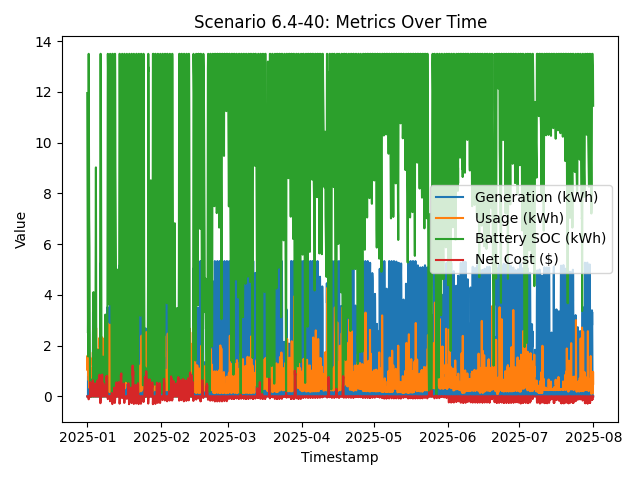 Scenario 6.4-40: Metrics Over Time
Value
14
12
10
8
6
4
2
0
Generation (kWh)
Usage (kWh)
Battery SOC (kWh)
Net Cost ($)
2025-01 2025-02 2025-03 2025-04 2025-05 2025-06 2025-07 2025-08
Timestamp